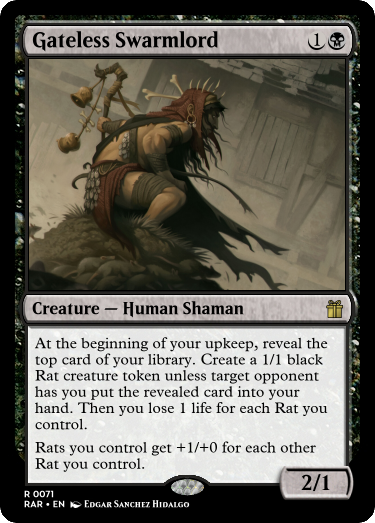 Gateless Swarmlord 1
Creature — Human Shaman
At the beginning of your upkeep, reveal the
top card of your library. Create a 1/1 black
Rat creature token unless target opponent
has you put the revealed card into your
hand. Then you lose 1 life for each Rat you
control.
Rats you control get +1/+0 for each other
Rat you control.
2/1
R 0071
RAR • EN Edgar Sanchez Hidalgo